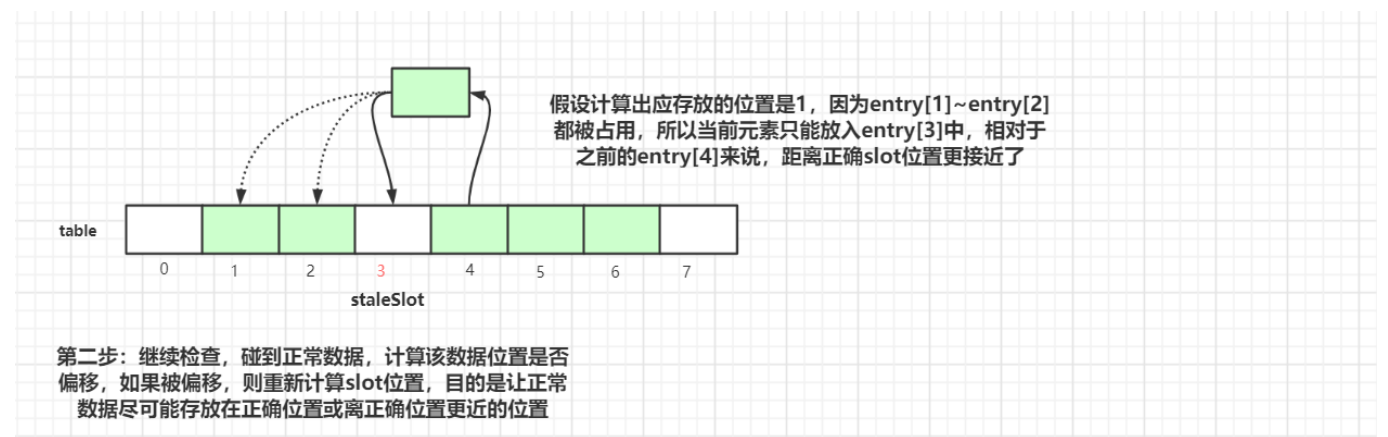 假设计算出应存放的位置是1，因为entry[1]~entry[2]
都被占用，所以当前元素只能放入entry[3]中，相对于
之前的entry[4]来说，距离正确slot位置更接近了
table
0 1 2 3 4 5 6 7
staleSlot
第二步：继续检查，碰到正常数据，计算该数据位置是否
偏移，如果被偏移，则重新计算slot位置，目的是让正常
数据尽可能存放在正确位置或离正确位置更近的位置